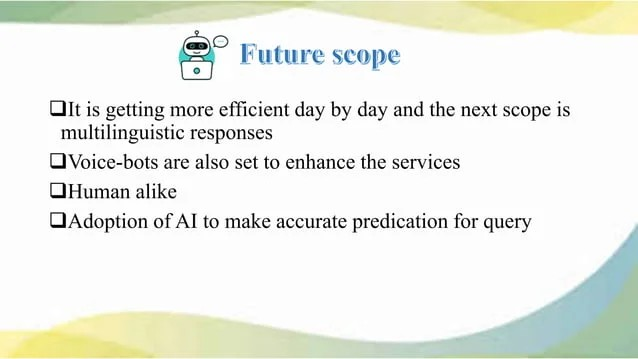 Future scope
❑It is getting more efficient day by day and the next scope is
multilinguistic responses
❑Voice-bots are also set to enhance the services
❑Human alike
❑Adoption of AI to make accurate predication for query